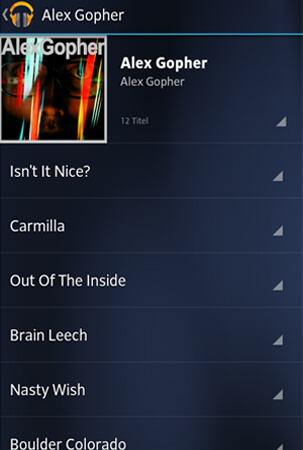 Alex Gopher
AlexGopher
Alex Gopher
Alex Gopher
12 Titel
Isn't It Nice?
Carmilla
Out Of The Inside
Brain Leech
Nasty Wish
Boulder Colorado